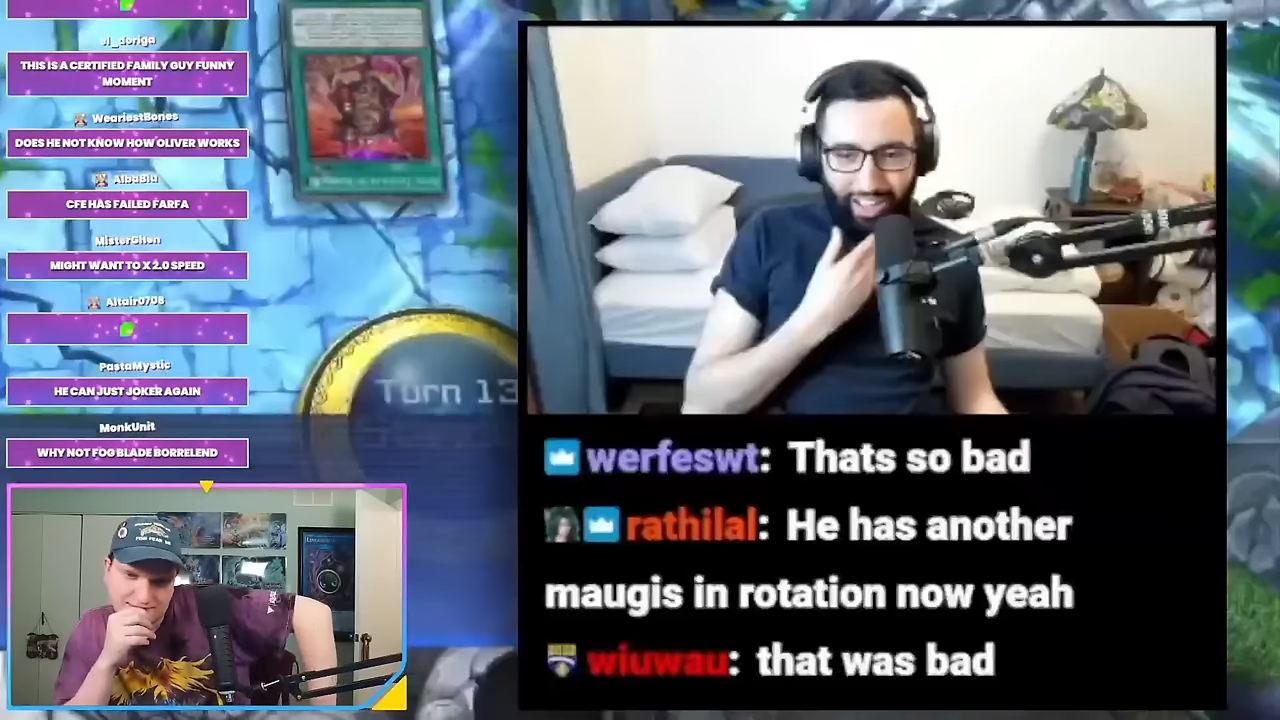 el_doriga
THIS IS A CERTIFIED FAMILY GUY FUNNY
MOMENT
WeariestBones
DOES HE NOT KNOW HOW OLIVER WORKS
AlbaBlu
CFE HAS FAILED FARFA
MisterGhen
MIGHT WANT TO X 2.0 SPEED
Altair0708
PastaMystic
HE CAN JUST JOKER AGAIN
MonkUnit
WHY NOT FOG BLADE BORRELEND
Turn 13
werfeswt: Thats so bad
rathilal: He has another
maugis in rotation now yeah
wiuwau: that was bad